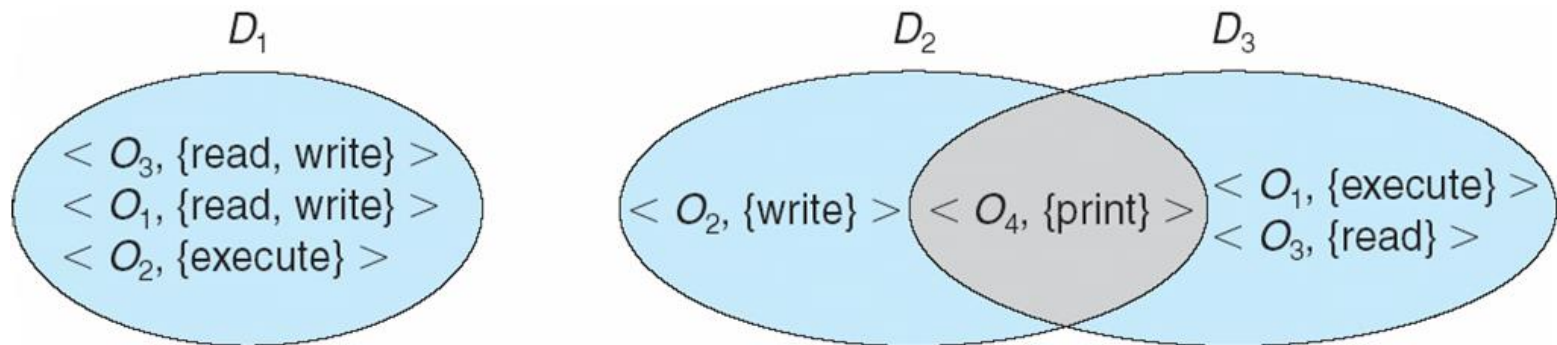 D₁
D₂
D₃
< O₃, {read, write} >
< O₁, {read, write} >
< O₂, {execute} >
< O₂, {write} >
< O₄, {print} >
< O₁, {execute} >
< O₃, {read} >